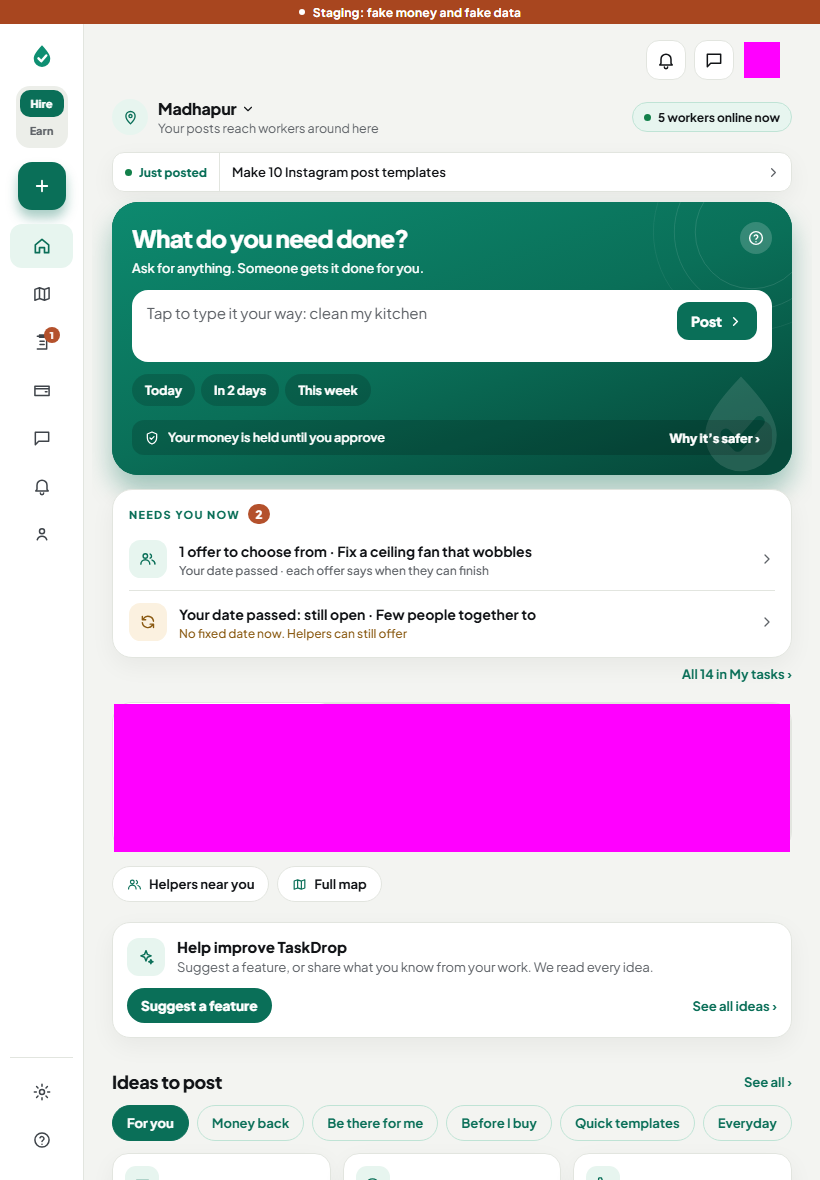 Staging: fake money and fake data
Hire
Earn
Madhapur
Your posts reach workers around here
5 workers online now
Just posted
Make 10 Instagram post templates
What do you need done?
Ask for anything. Someone gets it done for you.
Tap to type it your way: clean my kitchen
Post
Today
In 2 days
This week
Your money is held until you approve
Why it's safer ›
1
NEEDS YOU NOW 2
1 offer to choose from · Fix a ceiling fan that wobbles
Your date passed · each offer says when they can finish
Your date passed: still open · Few people together to
No fixed date now. Helpers can still offer
All 14 in My tasks ›
Helpers near you
Full map
Help improve TaskDrop
Suggest a feature, or share what you know from your work. We read every idea.
Suggest a feature
See all ideas ›
Ideas to post
See all ›
For you
Money back
Be there for me
Before I buy
Quick templates
Everyday